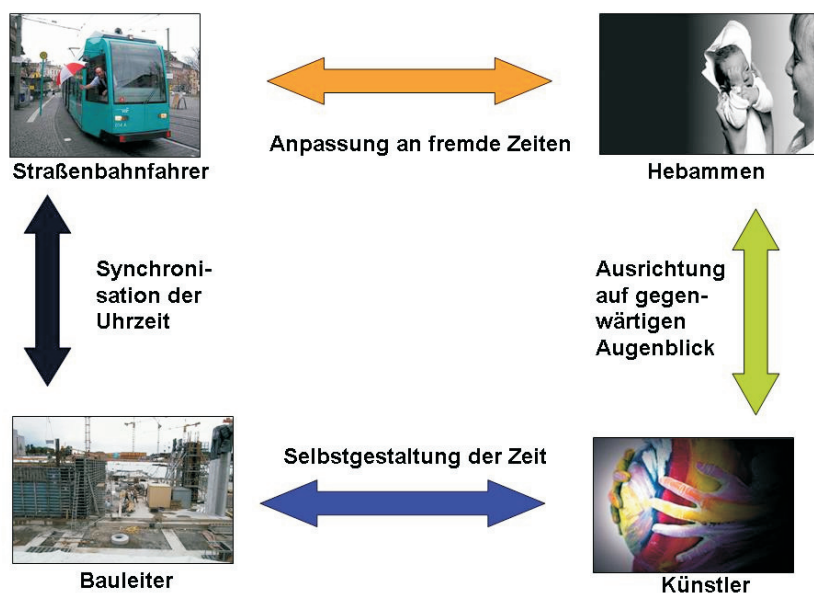 Anpassung an fremde Zeiten
Straßenbahnfahrer
Hebammen
Synchroni-
sation der
Uhrzeit
Ausrichtung
auf gegen-
wärtigen
Augenblick
Selbstgestaltung der Zeit
Bauleiter
Künstler